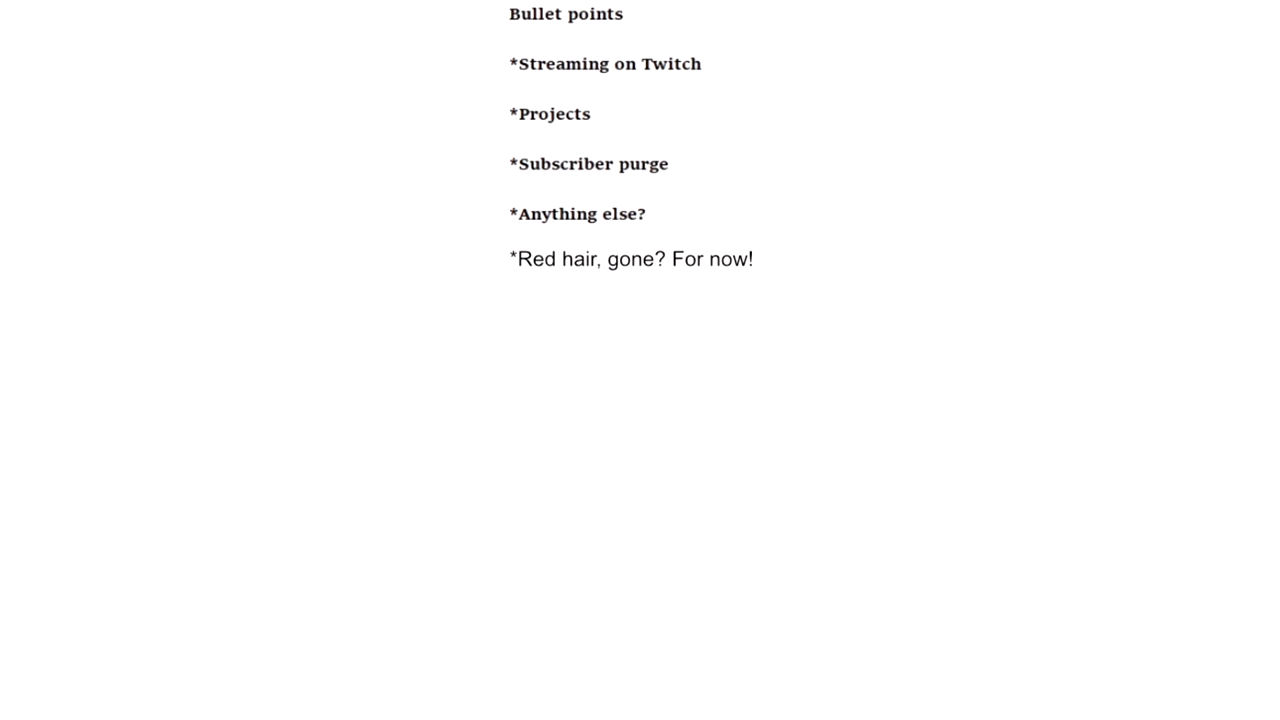 Bullet points
*Streaming on Twitch
*Projects
*Subscriber purge
*Anything else?
*Red hair, gone? For now!